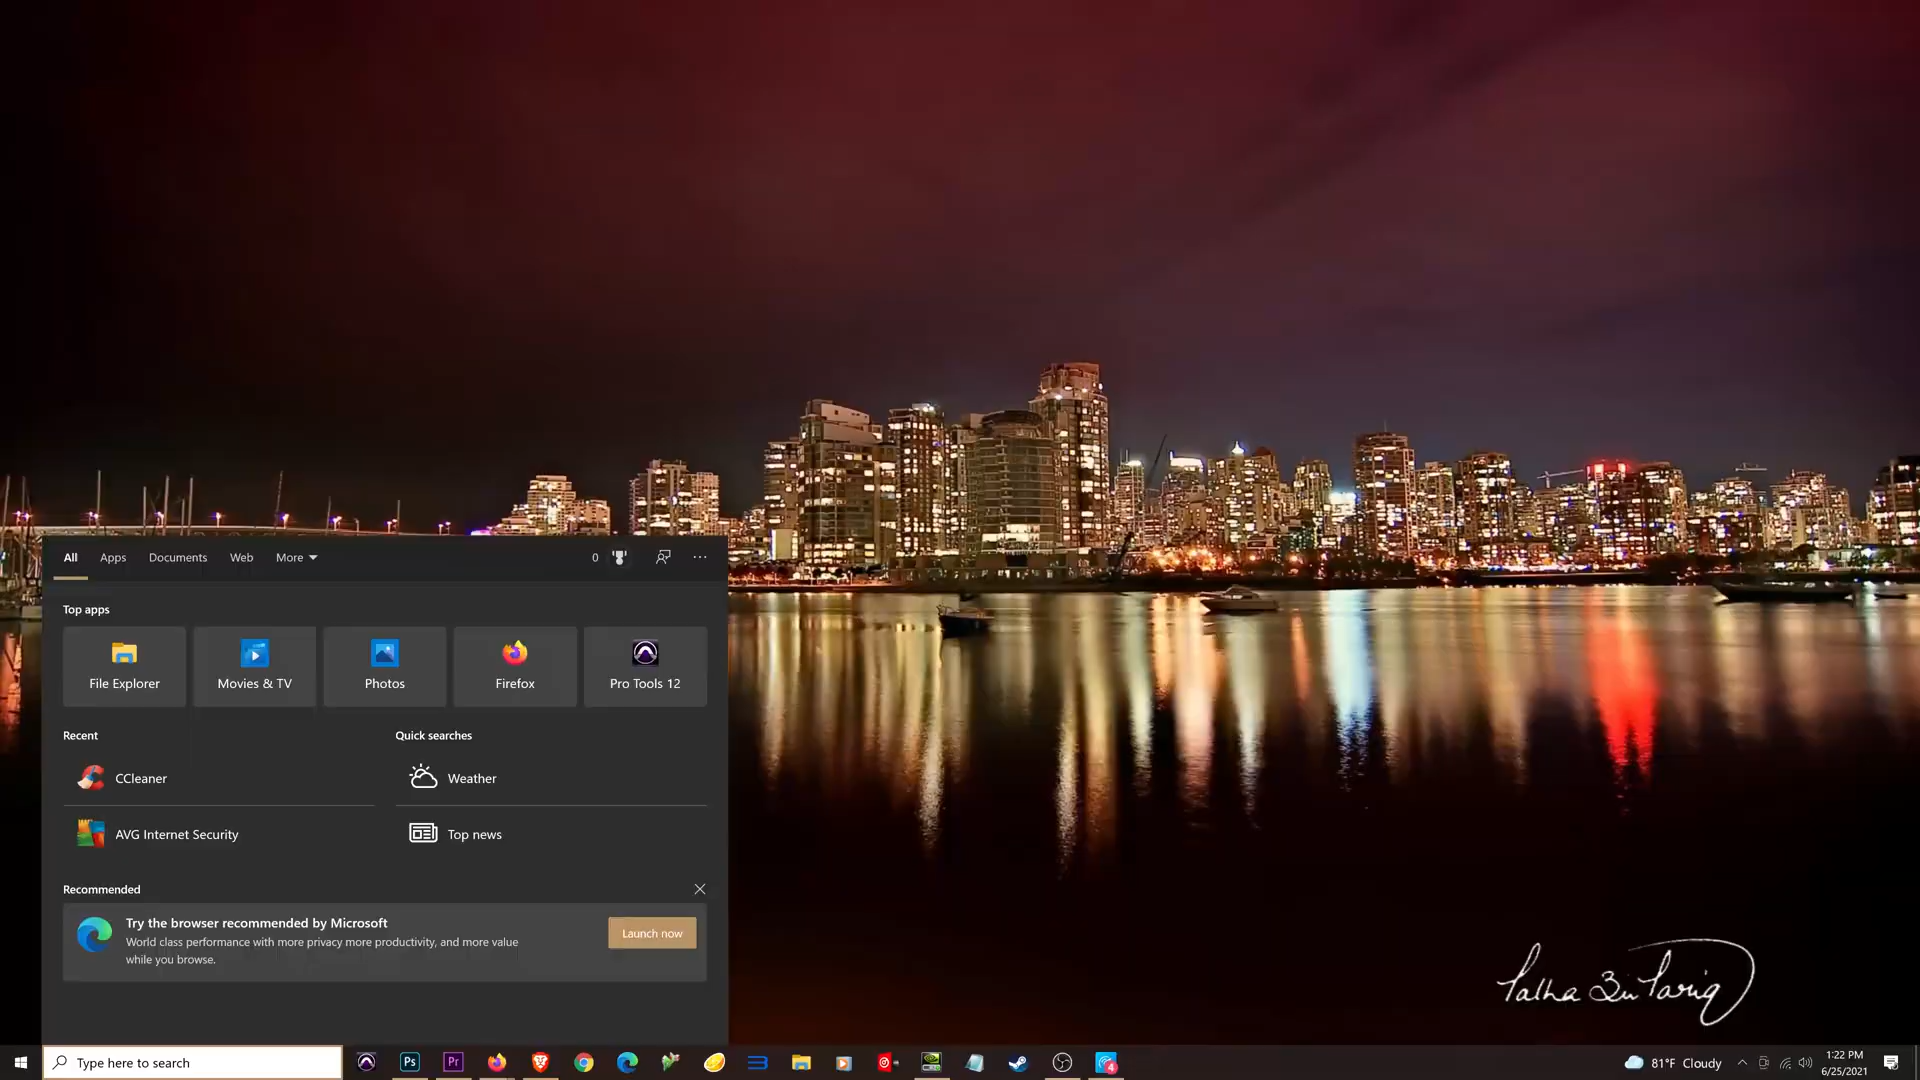 All Apps Documents Web More 0
Top apps
File Explorer Movies & TV Photos Firefox Pro Tools 12
Recent Quick searches
CCleaner Weather
AVG Internet Security Top news
Recommended
Try the browser recommended by Microsoft
World class performance with more privacy more productivity, and more value
while you browse.
Launch now
Talha Bin Tariq
Type here to search Ps Pr 4 81°F Cloudy 1:22 PM
6/25/2021